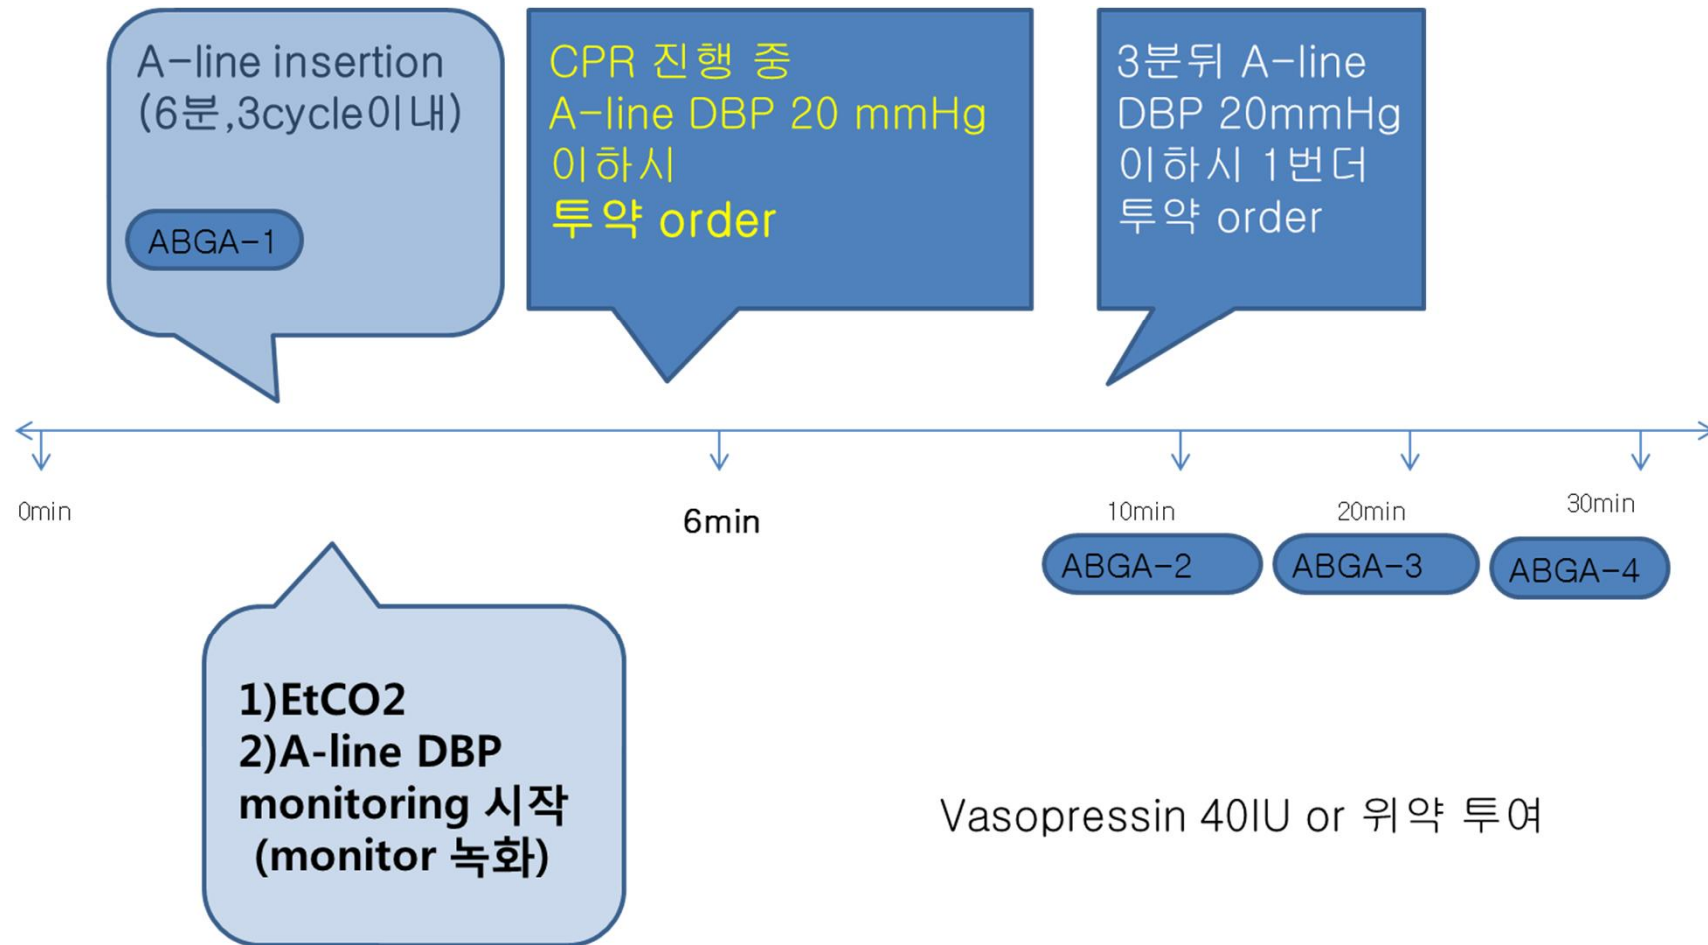 A-line insertion
(6분,3cycle이내)
ABGA-1
CPR 진행 중
A-line DBP 20 mmHg
이하시
투약 order
3분뒤 A-line
DBP 20mmHg
이하시 1번더
투약 order
0min
6min
10min
20min
30min
ABGA-2
ABGA-3
ABGA-4
1)EtCO2
2)A-line DBP
monitoring 시작
(monitor 녹화)
Vasopressin 40IU or 위약 투여